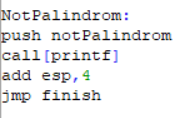 NotPalindrom:
push notPalindrom
call[printf]
add esp,4
jmp finish